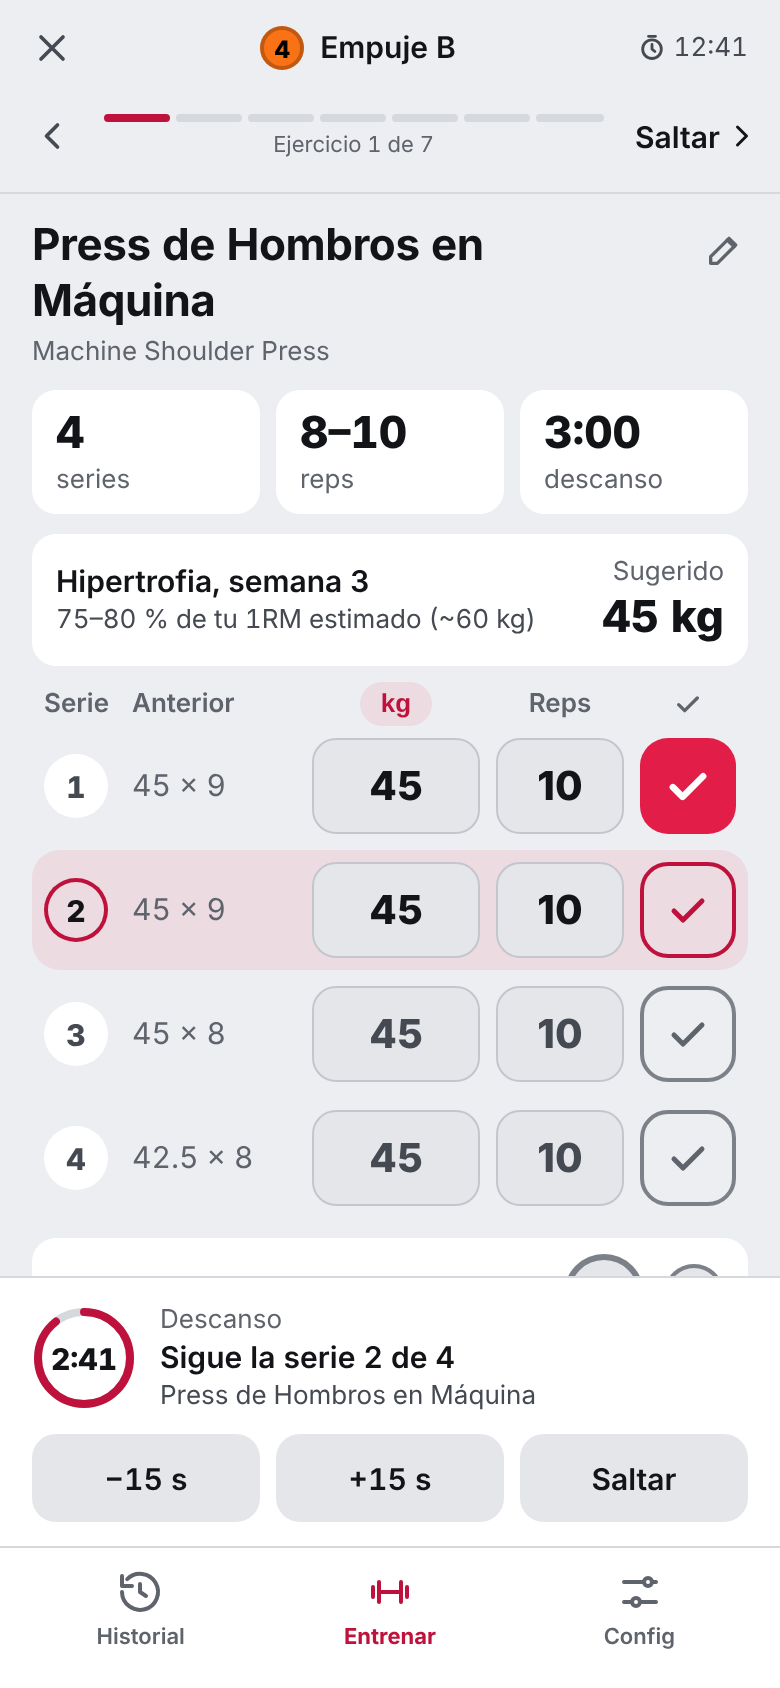 4 Empuje B 12:41
Ejercicio 1 de 7
Saltar
Press de Hombros en
Máquina
Machine Shoulder Press
4 8–10 3:00
series reps descanso
Hipertrofia, semana 3
75–80 % de tu 1RM estimado (~60 kg)
Sugerido
45 kg
Serie Anterior kg Reps
1 45 × 9 45 10
2 45 × 9 45 10
3 45 × 8 45 10
4 42.5 × 8 45 10
2:41
Descanso
Sigue la serie 2 de 4
Press de Hombros en Máquina
−15 s +15 s Saltar
Historial Entrenar Config